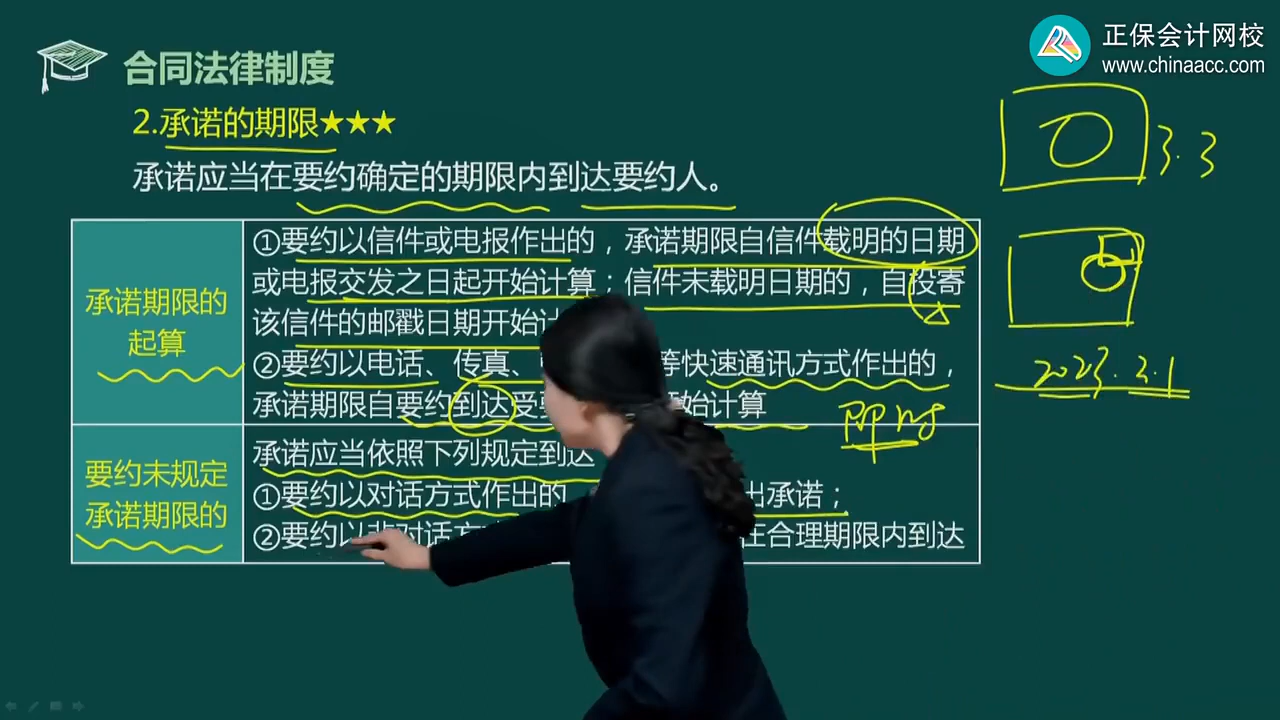 正保会计网校
www.chinaacc.com
合同法律制度
2.承诺的期限★★★
承诺应当在要约确定的期限内到达要约人。
承诺期限的
起算
①要约以信件或电报作出的，承诺期限自信件载明的日期
或电报交发之日起开始计算；信件未载明日期的，自投寄
该信件的邮戳日期开始
②要约以电话、传真、 等快速通讯方式作出的，
承诺期限自要约到达受 开始计算
要约未规定
承诺期限的
承诺应当依照下列规定到达
①要约以对话方式作出的 出承诺；
②要约以非对话方 在合理期限内到达
3.3
2023.3.1